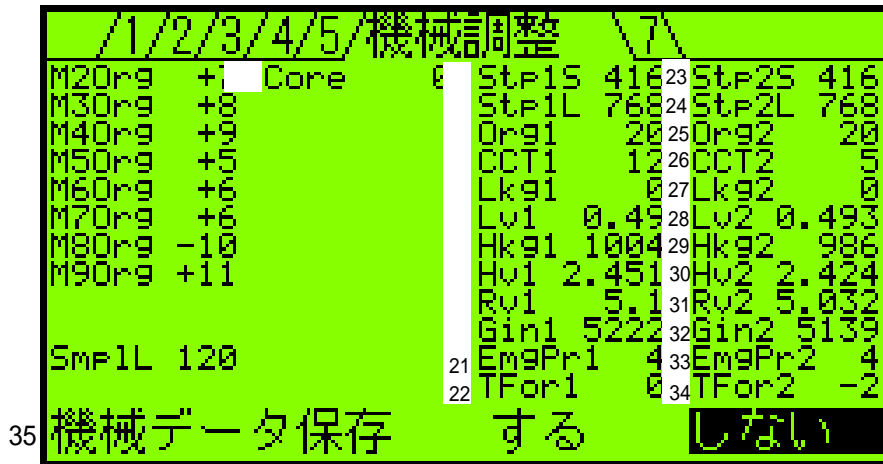 /1/2/3/4/5/機械調整\7\
M2Org +7 Core 0 Stp1S 416 23 Stp2S 416
M3Org +8 Stp1L 768 24 Stp2L 768
M4Org +9 Org1 20 25 Org2 20
M5Org +5 CCT1 12 26 CCT2 5
M6Org +6 Lkg1 0 27 Lkg2 0
M7Org +6 Lv1 0.49 28 Lv2 0.493
M8Org -10 Hkg1 1004 29 Hkg2 986
M9Org +11 Hv1 2.451 30 Hv2 2.424
Rv1 5.1 31 Rv2 5.032
Gin1 5222 32 Gin2 5139
SmplL 120 21 EmgPr1 4 33 EmgPr2 4
22 TFor1 0 34 TFor2 -2
35 機械データ保存 する しない